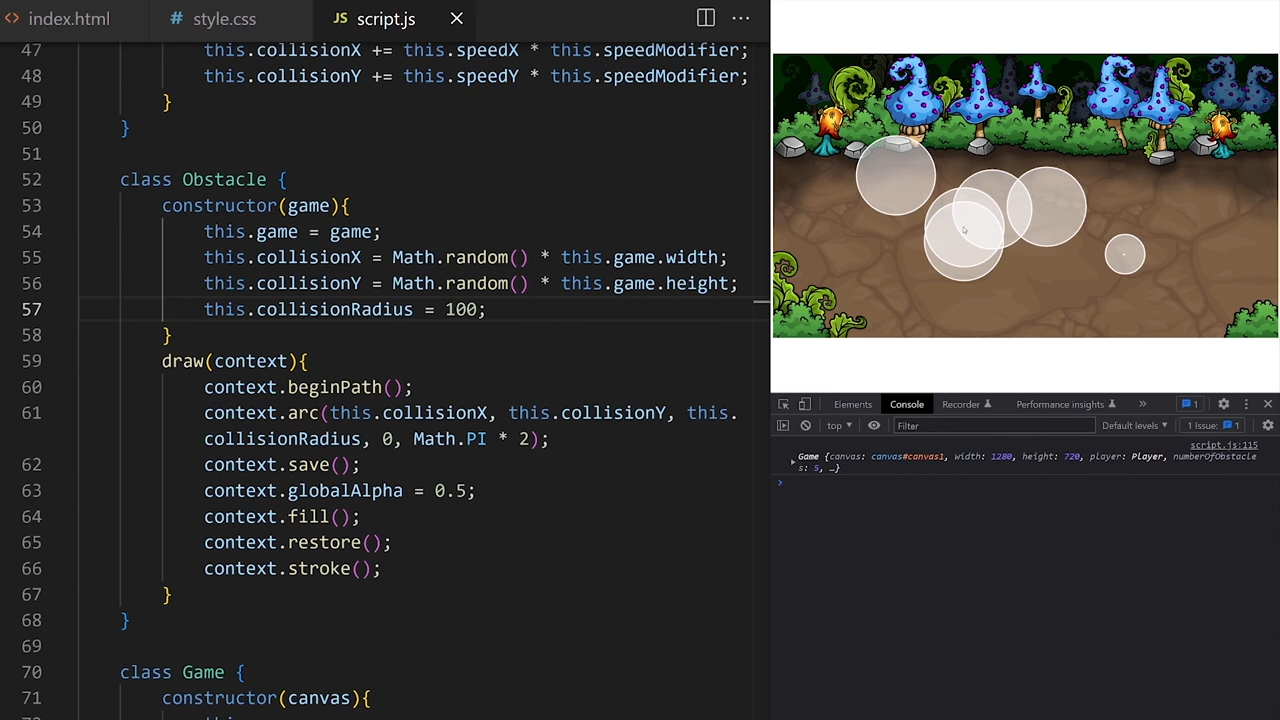 index.html
# style.css
JS script.js
47 this.collisionX += this.speedX * this.speedModifier;
48 this.collisionY += this.speedY * this.speedModifier;
49 }
50 }
51
52 class Obstacle {
53 constructor(game){
54 this.game = game;
55 this.collisionX = Math.random() * this.game.width;
56 this.collisionY = Math.random() * this.game.height;
57 this.collisionRadius = 100;
58 }
59 draw(context){
60 context.beginPath();
61 context.arc(this.collisionX, this.collisionY, this.
collisionRadius, 0, Math.PI * 2);
62 context.save();
63 context.globalAlpha = 0.5;
64 context.fill();
65 context.restore();
66 context.stroke();
67 }
68 }
69
70 class Game {
71 constructor(canvas){
Elements Console Recorder Performance insights » 1
top Filter Default levels 1 Issue: 1
script.js:115
Game {canvas: canvas#canvas1, width: 1280, height: 720, player: Player, numberOfObstacle
s: 5, …}